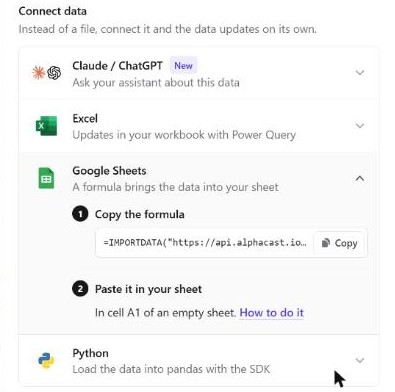 Connect data
Instead of a file, connect it and the data updates on its own.
Claude / ChatGPT New
Ask your assistant about this data
Excel
Updates in your workbook with Power Query
Google Sheets
A formula brings the data into your sheet
1 Copy the formula
=IMPORTDATA("https://api.alphacast.io… Copy
2 Paste it in your sheet
In cell A1 of an empty sheet. How to do it
Python
Load the data into pandas with the SDK